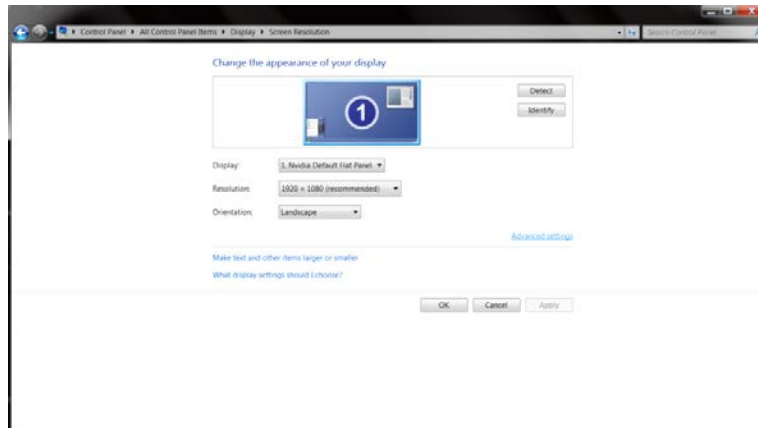 Control Panel ▸ All Control Panel Items ▸ Display ▸ Screen Resolution
Search Control Panel
Change the appearance of your display
1
Detect
Identify
Display:
1. Nvidia Default Flat Panel
Resolution:
1920 × 1080 (recommended)
Orientation:
Landscape
Advanced settings
Make text and other items larger or smaller
What display settings should I choose?
OK
Cancel
Apply